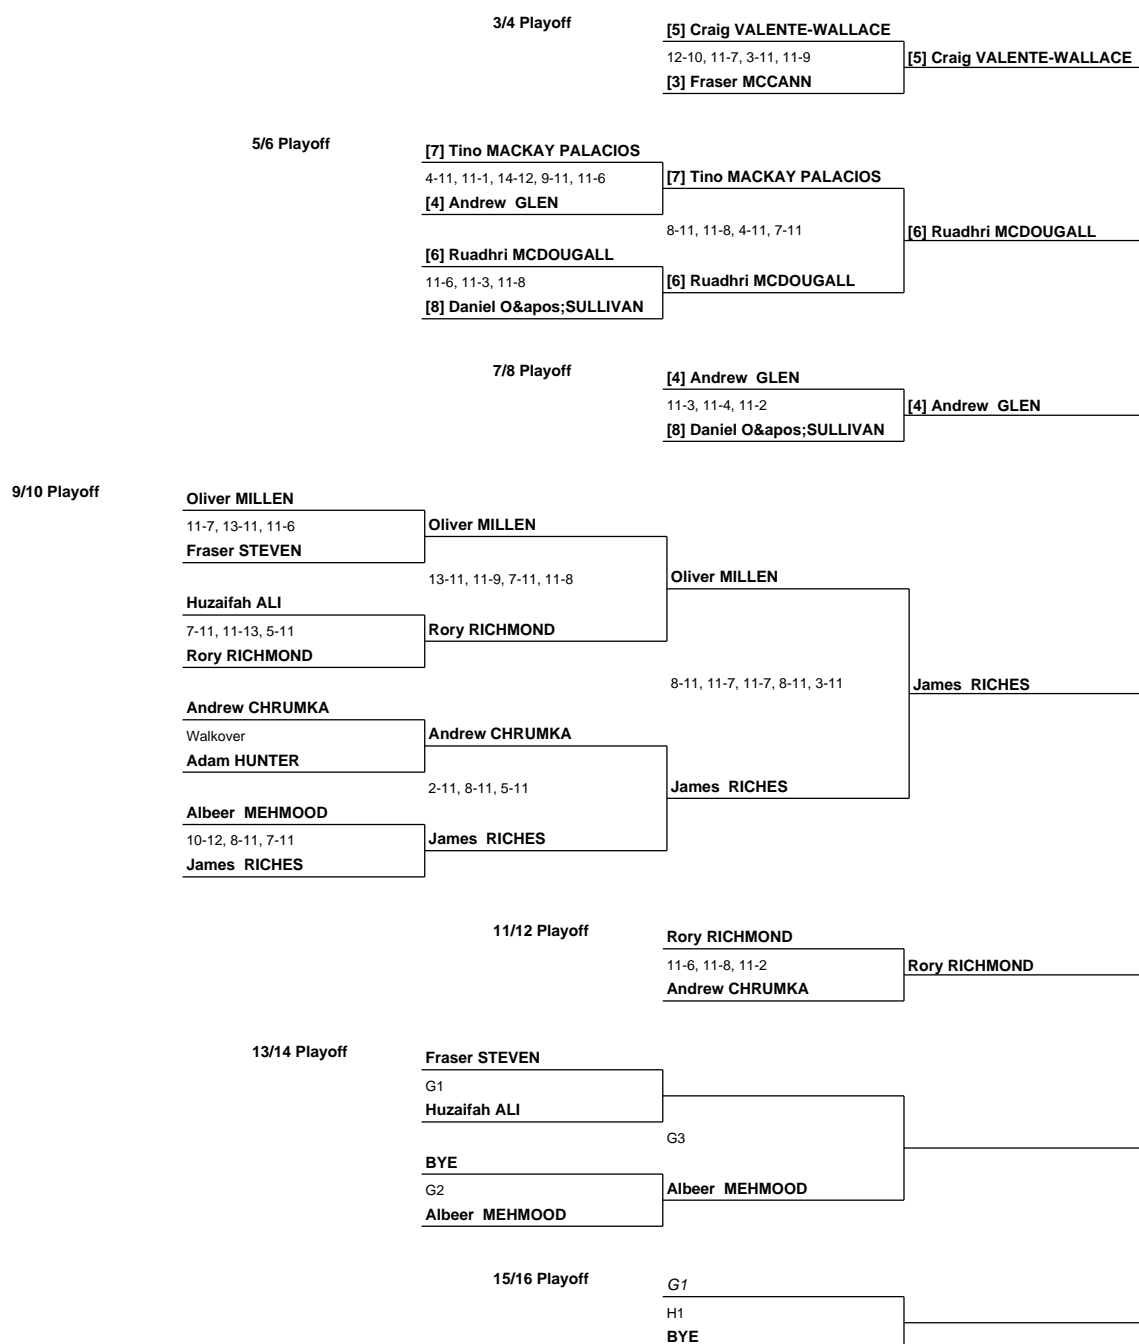 3/4 Playoff
[5] Craig VALENTE-WALLACE
12-10, 11-7, 3-11, 11-9
[5] Craig VALENTE-WALLACE
[3] Fraser MCCANN
5/6 Playoff
[7] Tino MACKAY PALACIOS
4-11, 11-1, 14-12, 9-11, 11-6
[7] Tino MACKAY PALACIOS
[4] Andrew  GLEN
8-11, 11-8, 4-11, 7-11
[6] Ruadhri MCDOUGALL
[6] Ruadhri MCDOUGALL
11-6, 11-3, 11-8
[6] Ruadhri MCDOUGALL
[8] Daniel O&apos;SULLIVAN
7/8 Playoff
[4] Andrew  GLEN
11-3, 11-4, 11-2
[4] Andrew  GLEN
[8] Daniel O&apos;SULLIVAN
9/10 Playoff
Oliver MILLEN
11-7, 13-11, 11-6
Oliver MILLEN
Fraser STEVEN
13-11, 11-9, 7-11, 11-8
Oliver MILLEN
Huzaifah ALI
7-11, 11-13, 5-11
Rory RICHMOND
Rory RICHMOND
8-11, 11-7, 11-7, 8-11, 3-11
James  RICHES
Andrew CHRUMKA
Walkover
Andrew CHRUMKA
Adam HUNTER
2-11, 8-11, 5-11
James  RICHES
Albeer  MEHMOOD
10-12, 8-11, 7-11
James  RICHES
James  RICHES
11/12 Playoff
Rory RICHMOND
11-6, 11-8, 11-2
Rory RICHMOND
Andrew CHRUMKA
13/14 Playoff
Fraser STEVEN
G1
Huzaifah ALI
G3
BYE
G2
Albeer  MEHMOOD
Albeer  MEHMOOD
15/16 Playoff
G1
H1
BYE